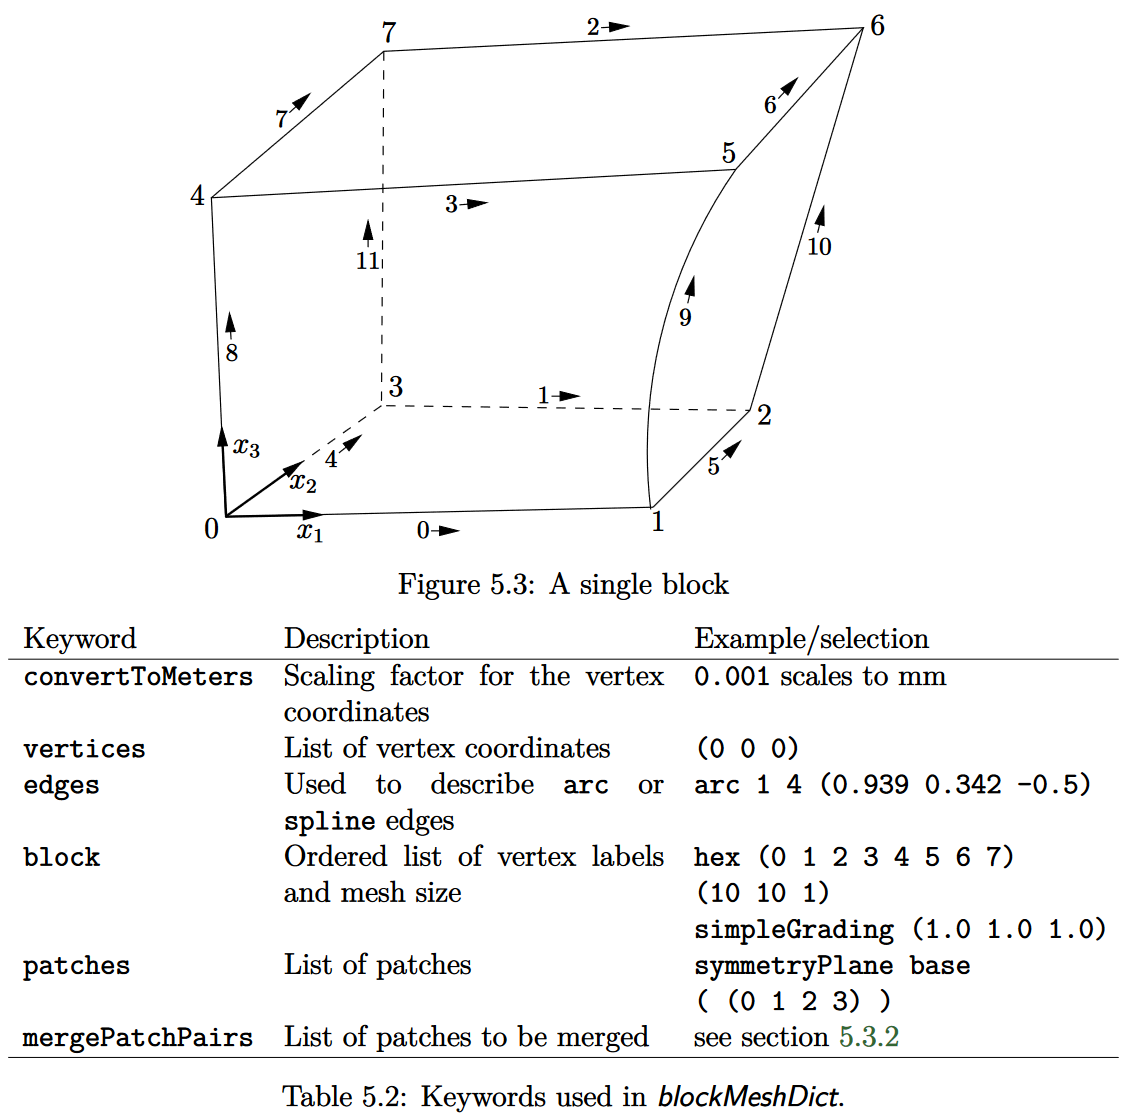 7
2
6
7
6
5
4
3
11
10
9
8
3
1
2
x3
4
x2
5
0
x1
0
1
Figure 5.3: A single block
Keyword Description Example/selection
convertToMeters Scaling factor for the vertex 0.001 scales to mm
coordinates
vertices List of vertex coordinates (0 0 0)
edges Used to describe arc or arc 1 4 (0.939 0.342 -0.5)
spline edges
block Ordered list of vertex labels hex (0 1 2 3 4 5 6 7)
and mesh size (10 10 1)
simpleGrading (1.0 1.0 1.0)
patches List of patches symmetryPlane base
( (0 1 2 3) )
mergePatchPairs List of patches to be merged see section 5.3.2
Table 5.2: Keywords used in blockMeshDict.